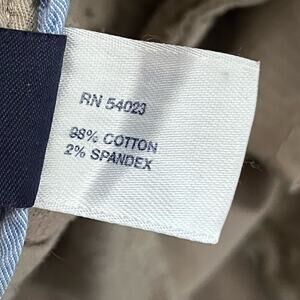 RN 54023
98% COTTON
2% SPANDEX